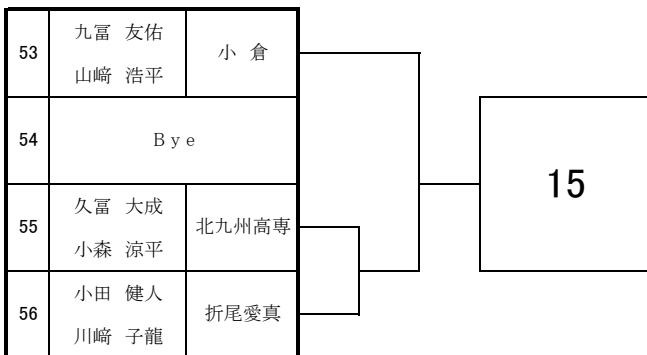 53 九冨 友佑 小 倉
山﨑 浩平
54 Bye
55 久冨 大成 北九州高専
小森 涼平
56 小田 健人 折尾愛真
川﨑 子龍
15